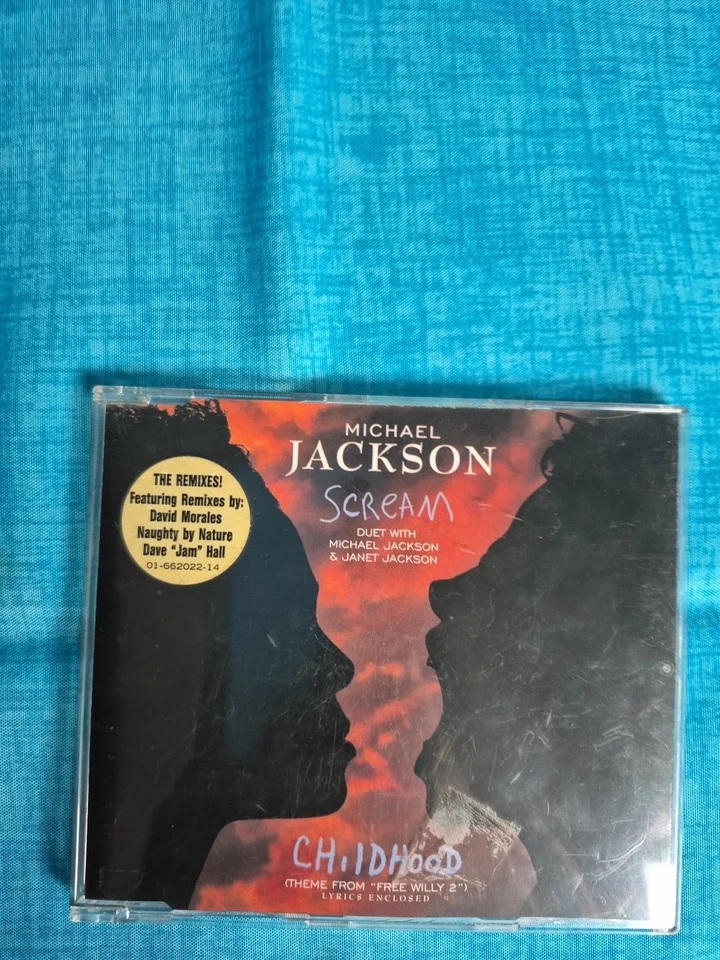 MICHAEL
JACKSON
SCREAM
DUET WITH
MICHAEL JACKSON
& JANET JACKSON
THE REMIXES!
Featuring Remixes by:
David Morales
Naughty by Nature
Dave "Jam" Hall
01-662022-14
CHilDHOOD
(THEME FROM "FREE WILLY 2")
LYRICS ENCLOSED